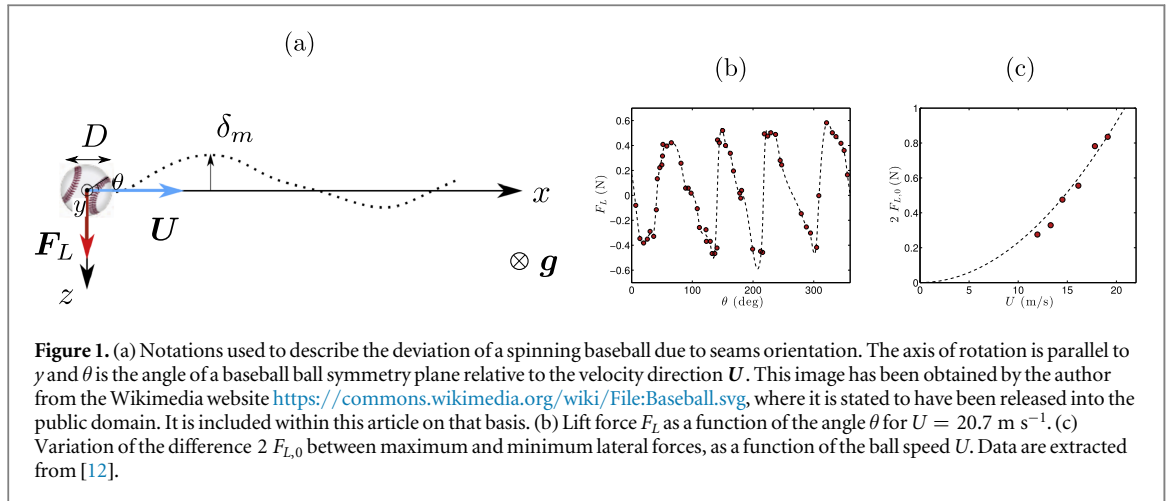 (a)
(b)
(c)
D
δm
θ
y
x
U
FL
z
⊗ g
FL (N)
0.6
0.4
0.2
0
−0.2
−0.4
−0.6
0 100 200 300
θ (deg)
2 FL,0 (N)
1
0.8
0.6
0.4
0.2
0
0 5 10 15 20
U (m/s)
Figure 1. (a) Notations used to describe the deviation of a spinning baseball due to seams orientation. The axis of rotation is parallel to
y and θ is the angle of a baseball ball symmetry plane relative to the velocity direction U. This image has been obtained by the author
from the Wikimedia website https://commons.wikimedia.org/wiki/File:Baseball.svg, where it is stated to have been released into the
public domain. It is included within this article on that basis. (b) Lift force FL as a function of the angle θ for U = 20.7 m s−1. (c)
Variation of the difference 2 FL,0 between maximum and minimum lateral forces, as a function of the ball speed U. Data are extracted
from [12].